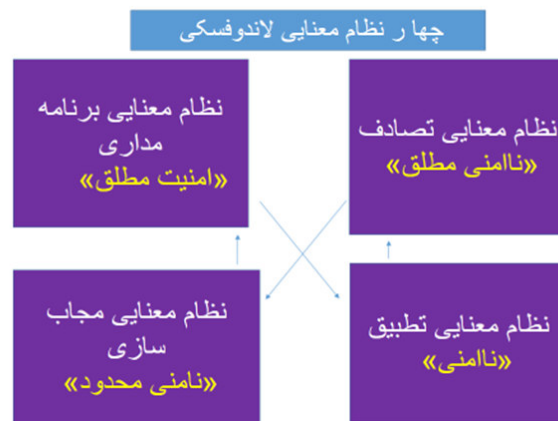 چها ر نظام معنایی لاندوفسکی
نظام معنایی تصادف
«ناامنی مطلق»
نظام معنایی برنامه
مداری
«امنیت مطلق»
نظام معنایی تطبیق
«ناامنی»
نظام معنایی مجاب
سازی
«نامنی محدود»